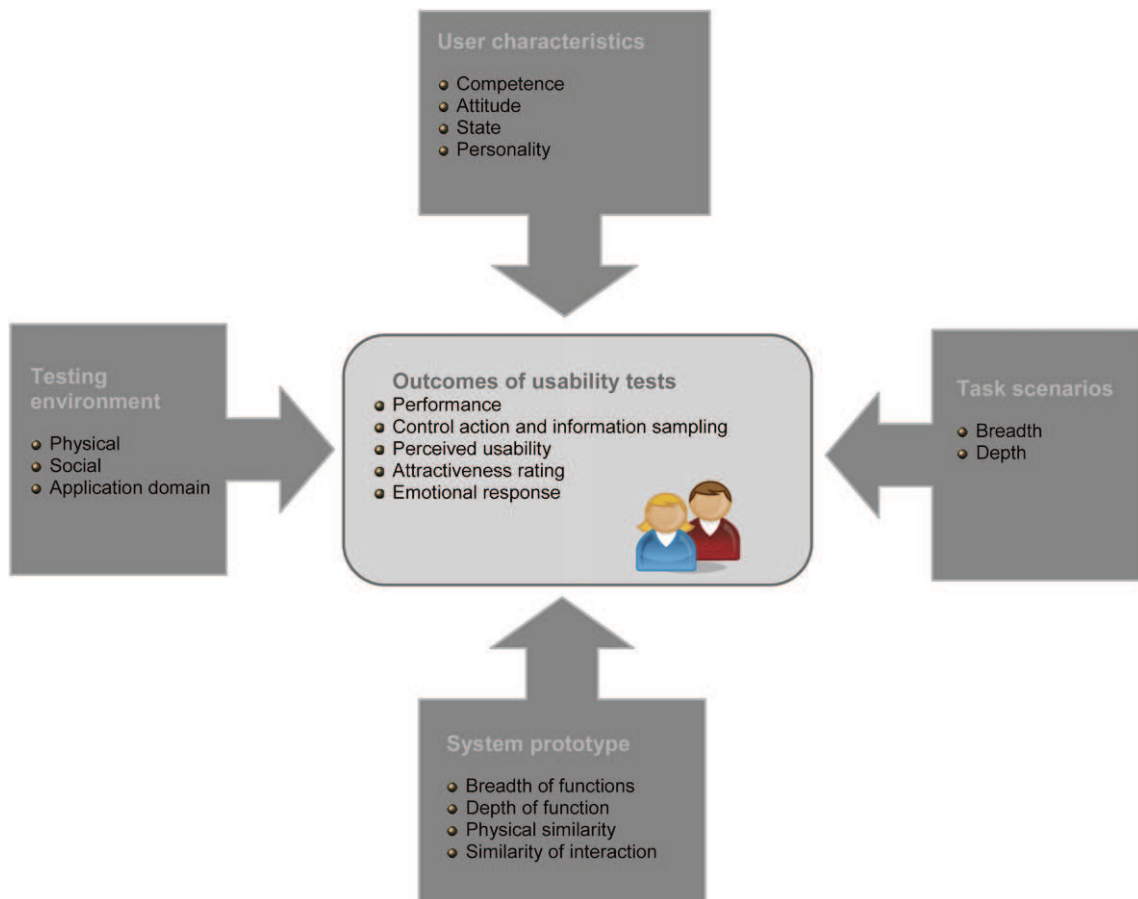 User characteristics
Competence
Attitude
State
Personality
Testing
environment
Physical
Social
Application domain
Outcomes of usability tests
Performance
Control action and information sampling
Perceived usability
Attractiveness rating
Emotional response
Task scenarios
Breadth
Depth
System prototype
Breadth of functions
Depth of function
Physical similarity
Similarity of interaction